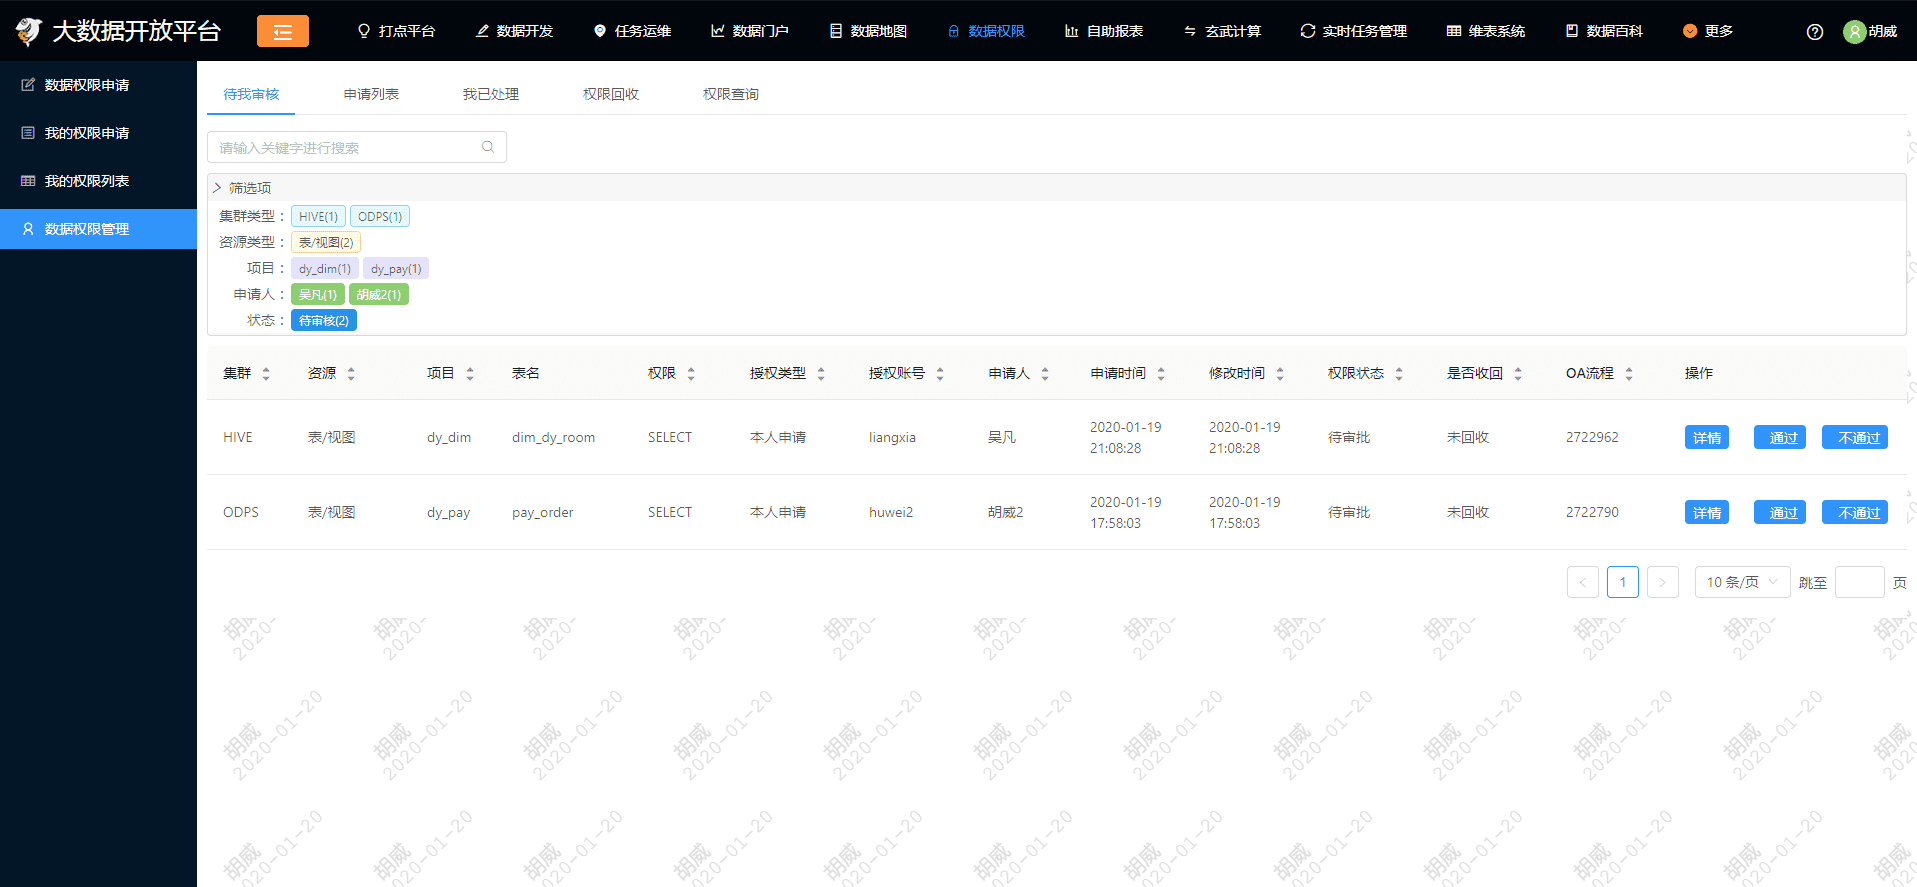 大数据开放平台 打点平台 数据开发 任务运维 数据门户 数据地图 数据权限 自助报表 玄武计算 实时任务管理 维表系统 数据百科 更多 胡威
数据权限申请
我的权限申请
我的权限列表
数据权限管理
待我审核 申请列表 我已处理 权限回收 权限查询
请输入关键字进行搜索
筛选项
集群类型： HIVE(1) ODPS(1)
资源类型： 表/视图(2)
项目： dy_dim(1) dy_pay(1)
申请人： 吴凡(1) 胡威2(1)
状态： 待审核(2)
集群 资源 项目 表名 权限 授权类型 授权账号 申请人 申请时间 修改时间 权限状态 是否收回 OA流程 操作
HIVE 表/视图 dy_dim dim_dy_room SELECT 本人申请 liangxia 吴凡 2020-01-19 21:08:28 2020-01-19 21:08:28 待审批 未回收 2722962 详情 通过 不通过
ODPS 表/视图 dy_pay pay_order SELECT 本人申请 huwei2 胡威2 2020-01-19 17:58:03 2020-01-19 17:58:03 待审批 未回收 2722790 详情 通过 不通过
1 10 条/页 跳至 页
胡威 2020-01-20